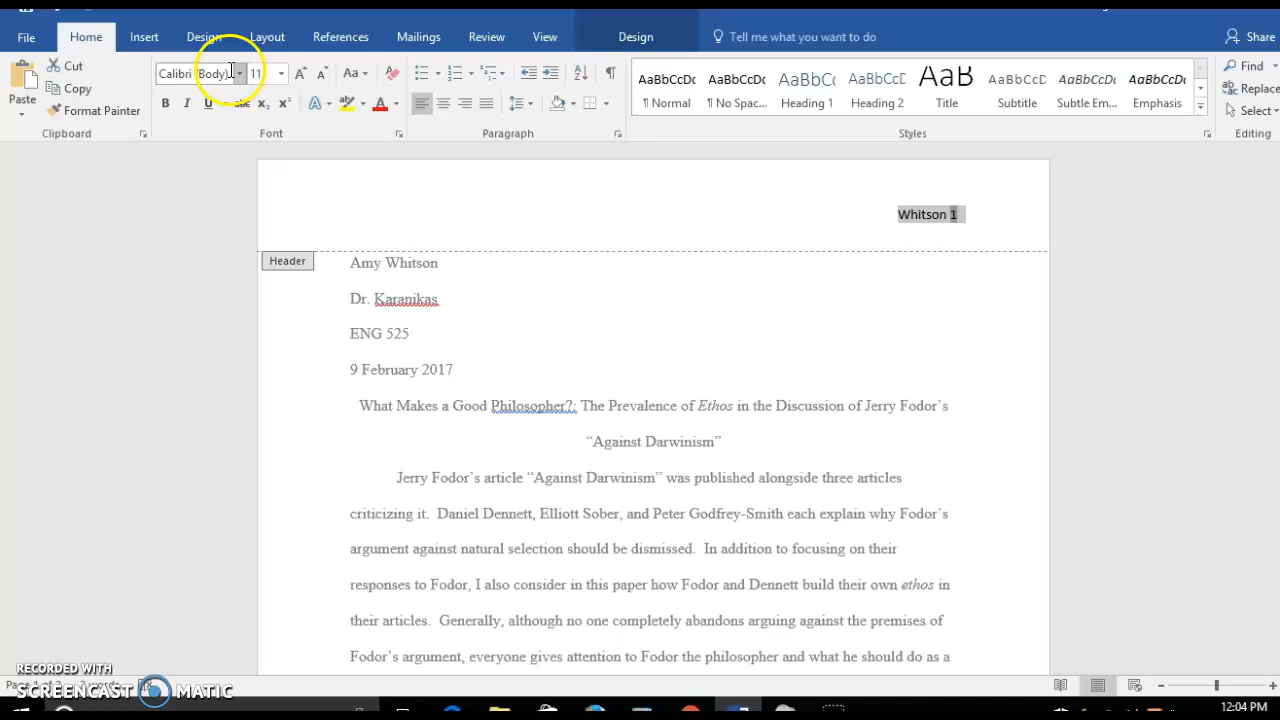 File Home Insert Design Layout References Mailings Review View Design Tell me what you want to do Share
Cut
Copy
Format Painter
Paste
Clipboard
Calibri (Body) 11
Font
Paragraph
AaBbCcDc AaBbCcDc AaBbCc AaBbCcD AaB AaBbCcD AaBbCcDt AaBbCcDt
¶ Normal ¶ No Spac... Heading 1 Heading 2 Title Subtitle Subtle Em... Emphasis
Styles
Find
Replace
Select
Editing
Whitson 1
Header
Amy Whitson
Dr. Karanikas
ENG 525
9 February 2017
What Makes a Good Philosopher?: The Prevalence of Ethos in the Discussion of Jerry Fodor’s
“Against Darwinism”
Jerry Fodor’s article “Against Darwinism” was published alongside three articles
criticizing it. Daniel Dennett, Elliott Sober, and Peter Godfrey-Smith each explain why Fodor’s
argument against natural selection should be dismissed. In addition to focusing on their
responses to Fodor, I also consider in this paper how Fodor and Dennett build their own ethos in
their articles. Generally, although no one completely abandons arguing against the premises of
Fodor’s argument, everyone gives attention to Fodor the philosopher and what he should do as a
RECORDED WITH
SCREENCAST MATIC
12:04 PM